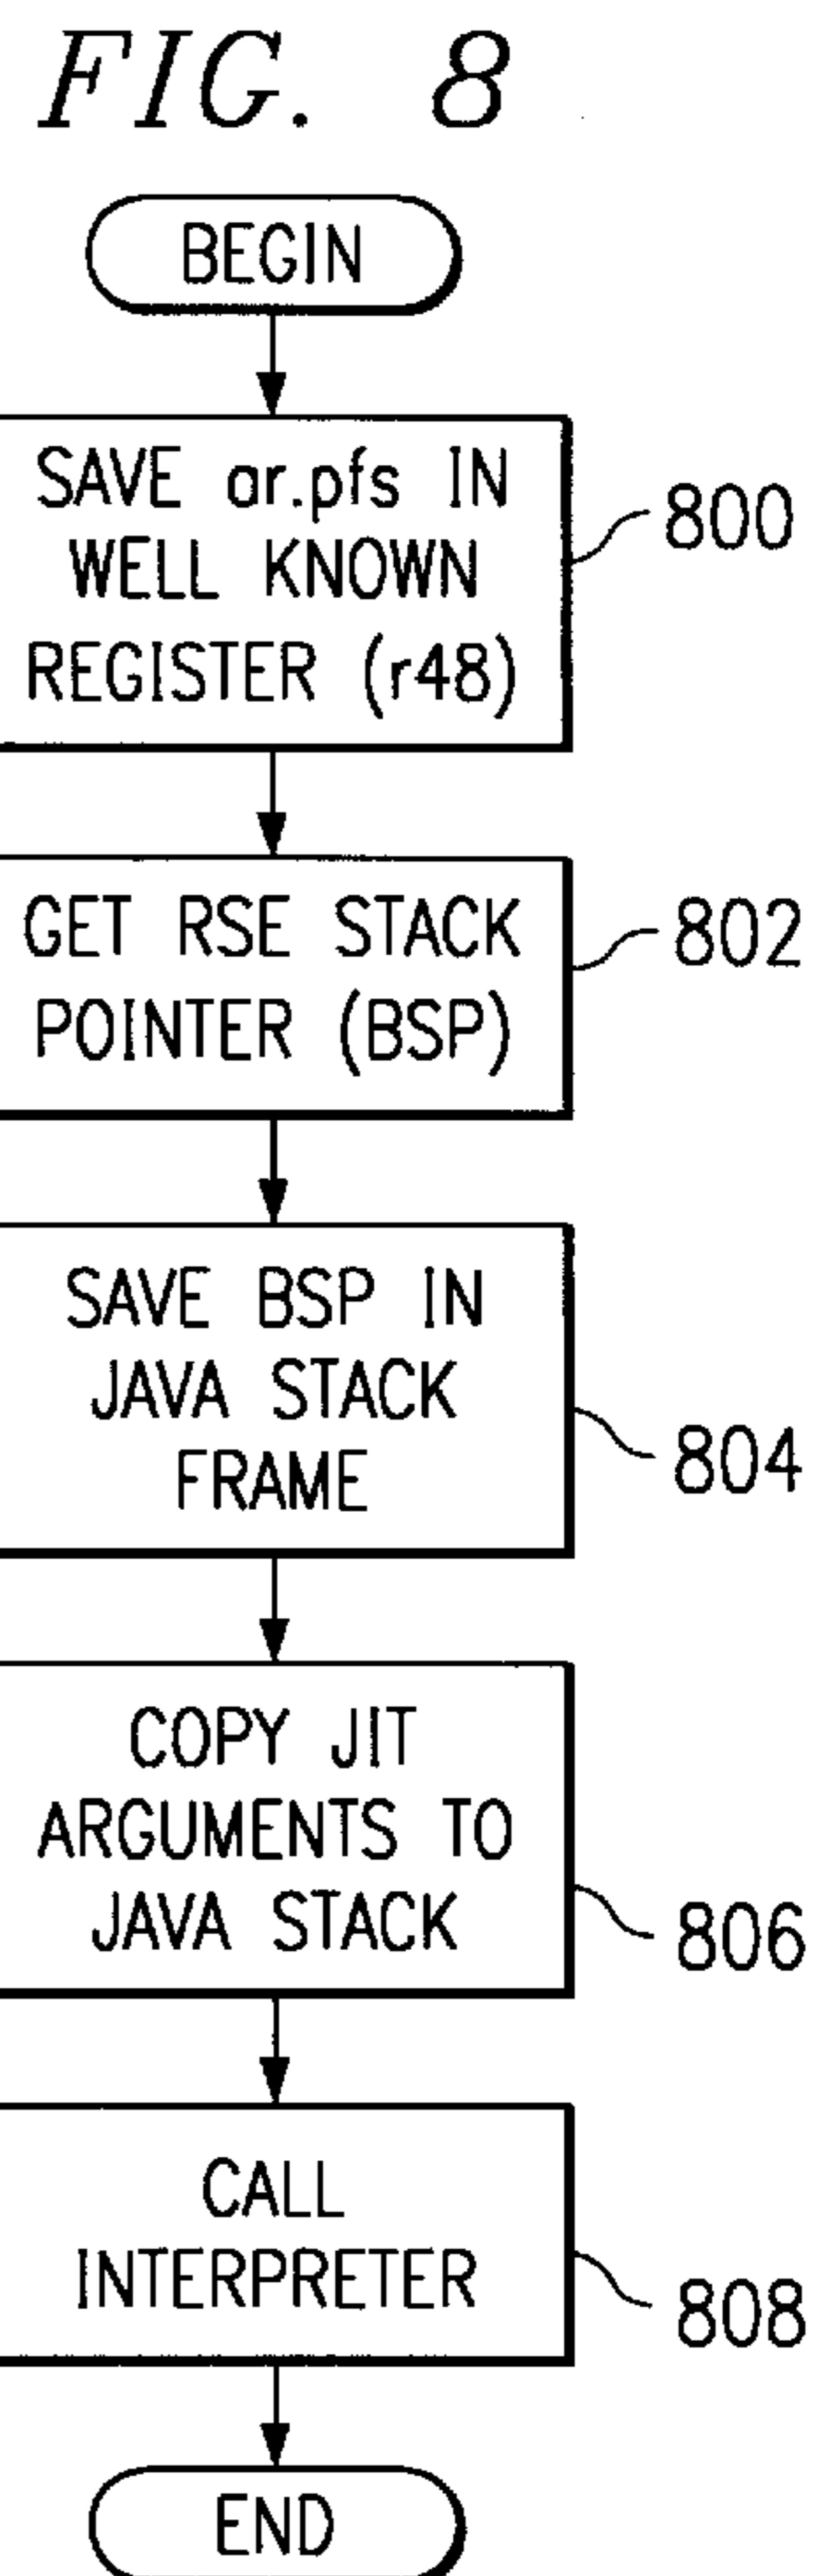 FIG. 8
BEGIN
SAVE ar.pfs IN
WELL KNOWN
REGISTER (r48)
800
GET RSE STACK
POINTER (BSP)
802
SAVE BSP IN
JAVA STACK
FRAME
804
COPY JIT
ARGUMENTS TO
JAVA STACK
806
CALL
INTERPRETER
808
END